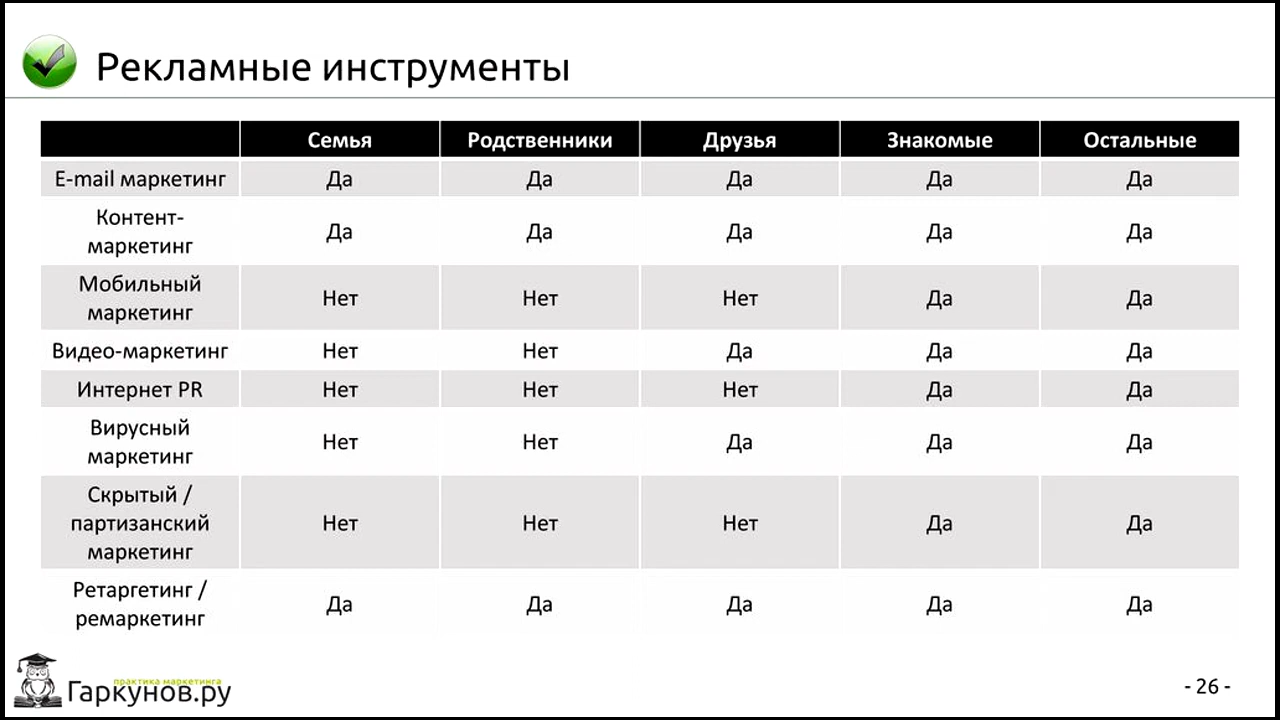 Рекламные инструменты
Семья Родственники Друзья Знакомые Остальные
E-mail маркетинг Да Да Да Да Да
Контент-
маркетинг Да Да Да Да Да
Мобильный
маркетинг Нет Нет Нет Да Да
Видео-маркетинг Нет Нет Да Да Да
Интернет PR Нет Нет Нет Да Да
Вирусный
маркетинг Нет Нет Да Да Да
Скрытый /
партизанский Нет Нет Нет Да Да
маркетинг
Ретаргетинг /
ремаркетинг Да Да Да Да Да
практика маркетинга
Гаркунов.ру
- 26 -